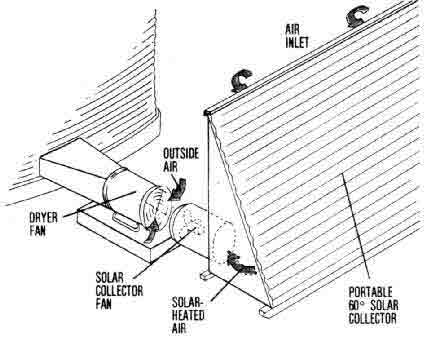 AIR
INLET
OUTSIDE
AIR
DRYER
FAN
SOLAR
COLLECTOR
FAN
SOLAR-
HEATED
AIR
PORTABLE
60° SOLAR
COLLECTOR